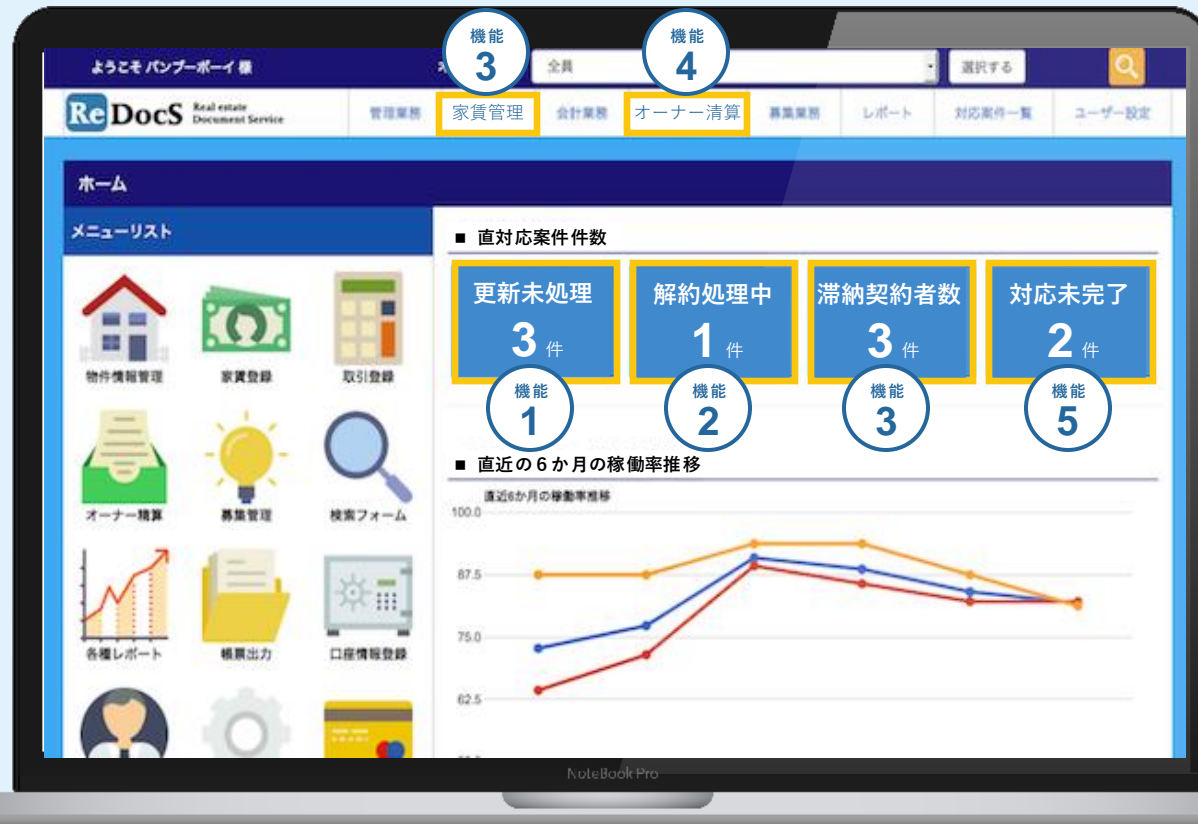 機能
3
機能
4
ようこそ バンブーボーイ 様
全員
選択する
ReDocS Real estate Document Service
管理業務
家賃管理
会計業務
オーナー清算
募集業務
レポート
対応案件一覧
ユーザー設定
ホーム
メニューリスト
■ 直対応案件件数
更新未処理
3 件
解約処理中
1 件
滞納契約者数
3 件
対応未完了
2 件
機能
1
機能
2
機能
3
機能
5
物件情報管理
家賃登録
取引登録
オーナー精算
募集管理
検索フォーム
各種レポート
帳票出力
口座情報登録
■ 直近の6か月の稼働率推移
直近6か月の稼働率推移
100.0
87.5
75.0
62.5
NoteBook Pro